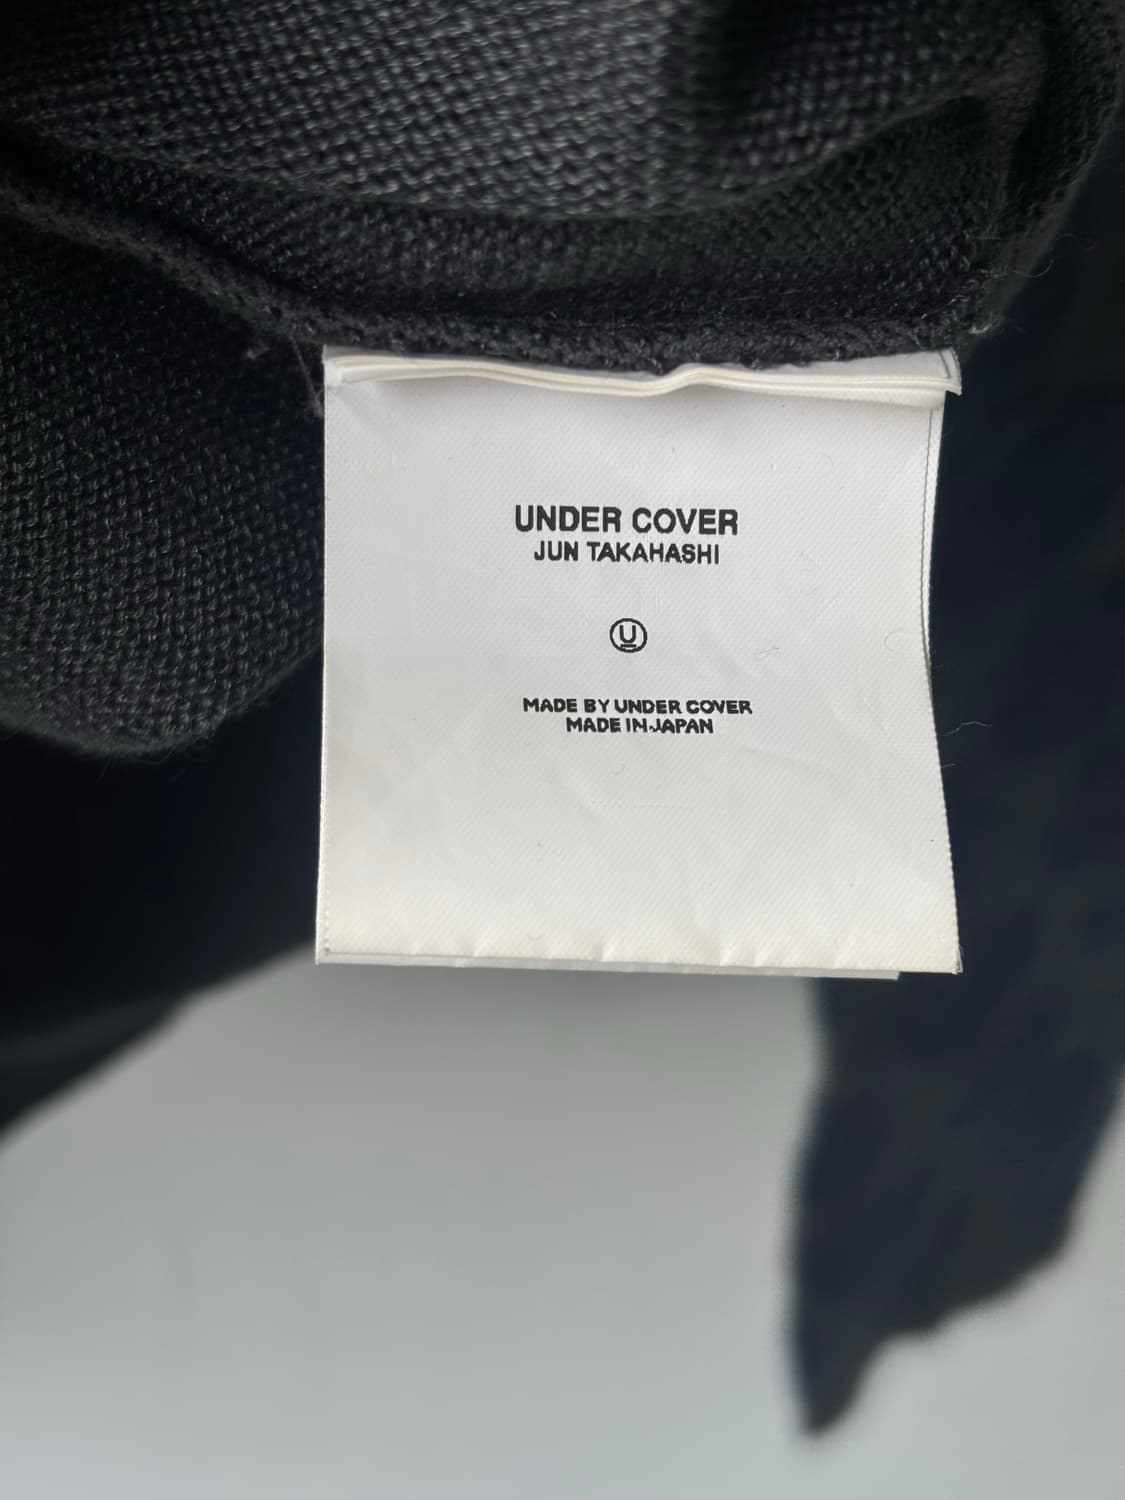 UNDER COVER
JUN TAKAHASHI
U
MADE BY UNDER COVER
MADE IN JAPAN